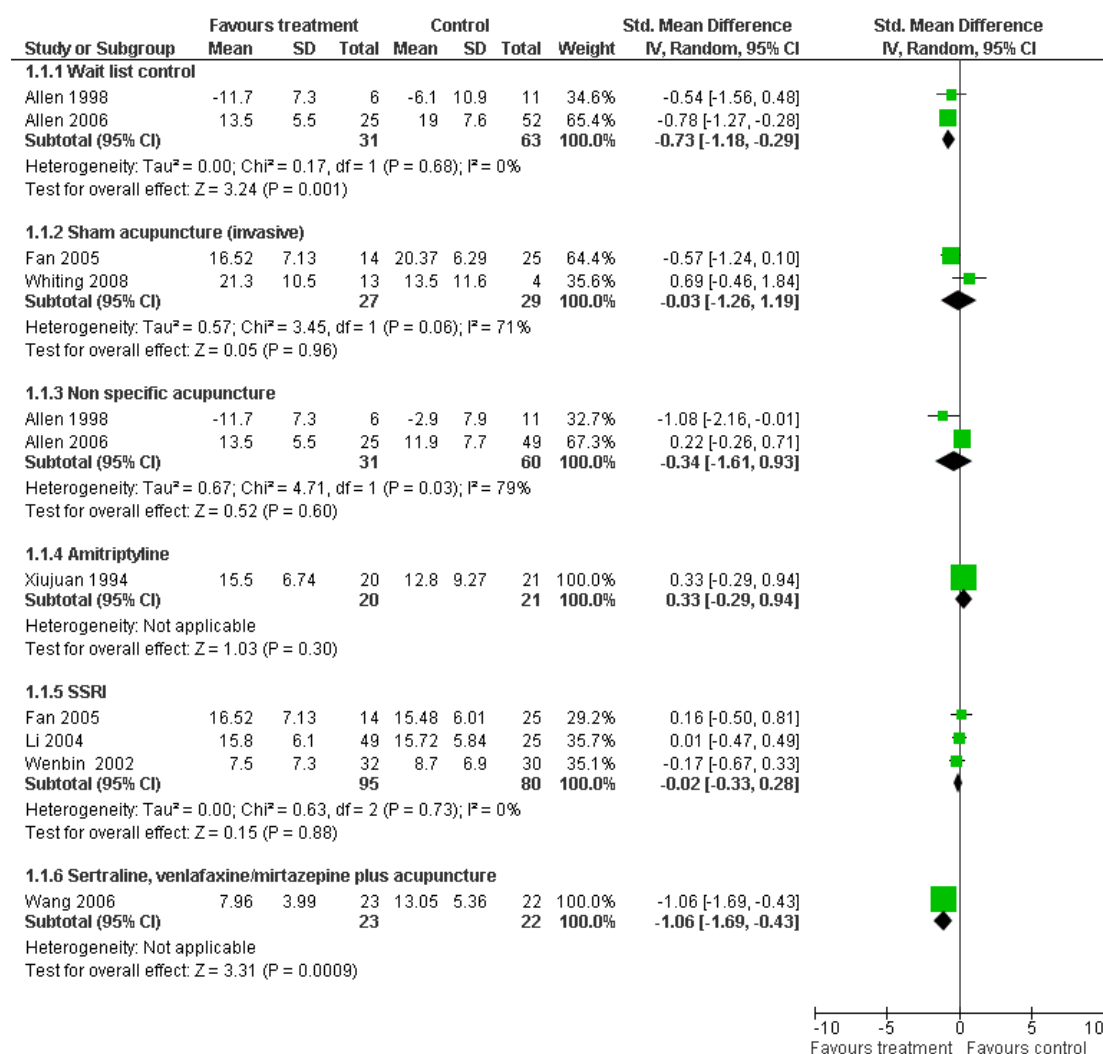 Favours treatment Control Std. Mean Difference Std. Mean Difference
Study or Subgroup Mean SD Total Mean SD Total Weight IV, Random, 95% CI IV, Random, 95% CI
1.1.1 Wait list control
Allen 1998 -11.7 7.3 6 -6.1 10.9 11 34.6% -0.54 [-1.56, 0.48]
Allen 2006 13.5 5.5 25 19 7.6 52 65.4% -0.78 [-1.27, -0.28]
Subtotal (95% CI) 31 63 100.0% -0.73 [-1.18, -0.29]
Heterogeneity: Tau² = 0.00; Chi² = 0.17, df = 1 (P = 0.68); I² = 0%
Test for overall effect: Z = 3.24 (P = 0.001)
1.1.2 Sham acupuncture (invasive)
Fan 2005 16.52 7.13 14 20.37 6.29 25 64.4% -0.57 [-1.24, 0.10]
Whiting 2008 21.3 10.5 13 13.5 11.6 4 35.6% 0.69 [-0.46, 1.84]
Subtotal (95% CI) 27 29 100.0% -0.03 [-1.26, 1.19]
Heterogeneity: Tau² = 0.57; Chi² = 3.45, df = 1 (P = 0.06); I² = 71%
Test for overall effect: Z = 0.05 (P = 0.96)
1.1.3 Non specific acupuncture
Allen 1998 -11.7 7.3 6 -2.9 7.9 11 32.7% -1.08 [-2.16, -0.01]
Allen 2006 13.5 5.5 25 11.9 7.7 49 67.3% 0.22 [-0.26, 0.71]
Subtotal (95% CI) 31 60 100.0% -0.34 [-1.61, 0.93]
Heterogeneity: Tau² = 0.67; Chi² = 4.71, df = 1 (P = 0.03); I² = 79%
Test for overall effect: Z = 0.52 (P = 0.60)
1.1.4 Amitriptyline
Xiujuan 1994 15.5 6.74 20 12.8 9.27 21 100.0% 0.33 [-0.29, 0.94]
Subtotal (95% CI) 20 21 100.0% 0.33 [-0.29, 0.94]
Heterogeneity: Not applicable
Test for overall effect: Z = 1.03 (P = 0.30)
1.1.5 SSRI
Fan 2005 16.52 7.13 14 15.48 6.01 25 29.2% 0.16 [-0.50, 0.81]
Li 2004 15.8 6.1 49 15.72 5.84 25 35.7% 0.01 [-0.47, 0.49]
Wenbin 2002 7.5 7.3 32 8.7 6.9 30 35.1% -0.17 [-0.67, 0.33]
Subtotal (95% CI) 95 80 100.0% -0.02 [-0.33, 0.28]
Heterogeneity: Tau² = 0.00; Chi² = 0.63, df = 2 (P = 0.73); I² = 0%
Test for overall effect: Z = 0.15 (P = 0.88)
1.1.6 Sertraline, venlafaxine/mirtazepine plus acupuncture
Wang 2006 7.96 3.99 23 13.05 5.36 22 100.0% -1.06 [-1.69, -0.43]
Subtotal (95% CI) 23 22 100.0% -1.06 [-1.69, -0.43]
Heterogeneity: Not applicable
Test for overall effect: Z = 3.31 (P = 0.0009)
-10 -5 0 5 10
Favours treatment Favours control